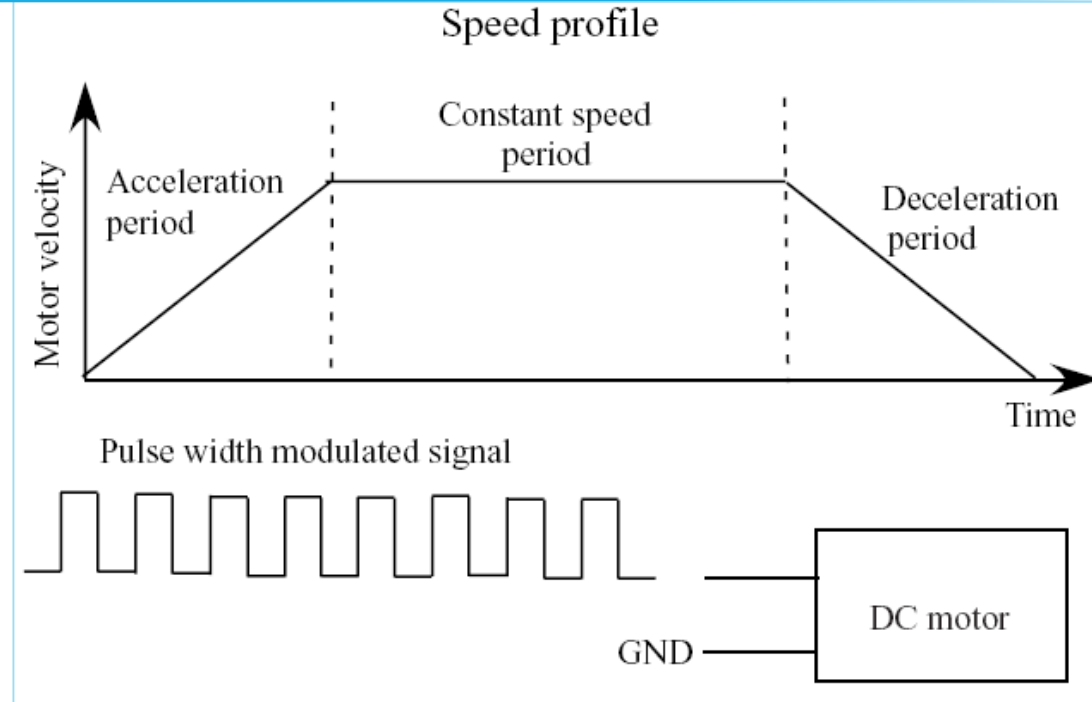 Speed profile
Constant speed
period
Acceleration
period
Deceleration
period
Motor velocity
Time
Pulse width modulated signal
DC motor
GND